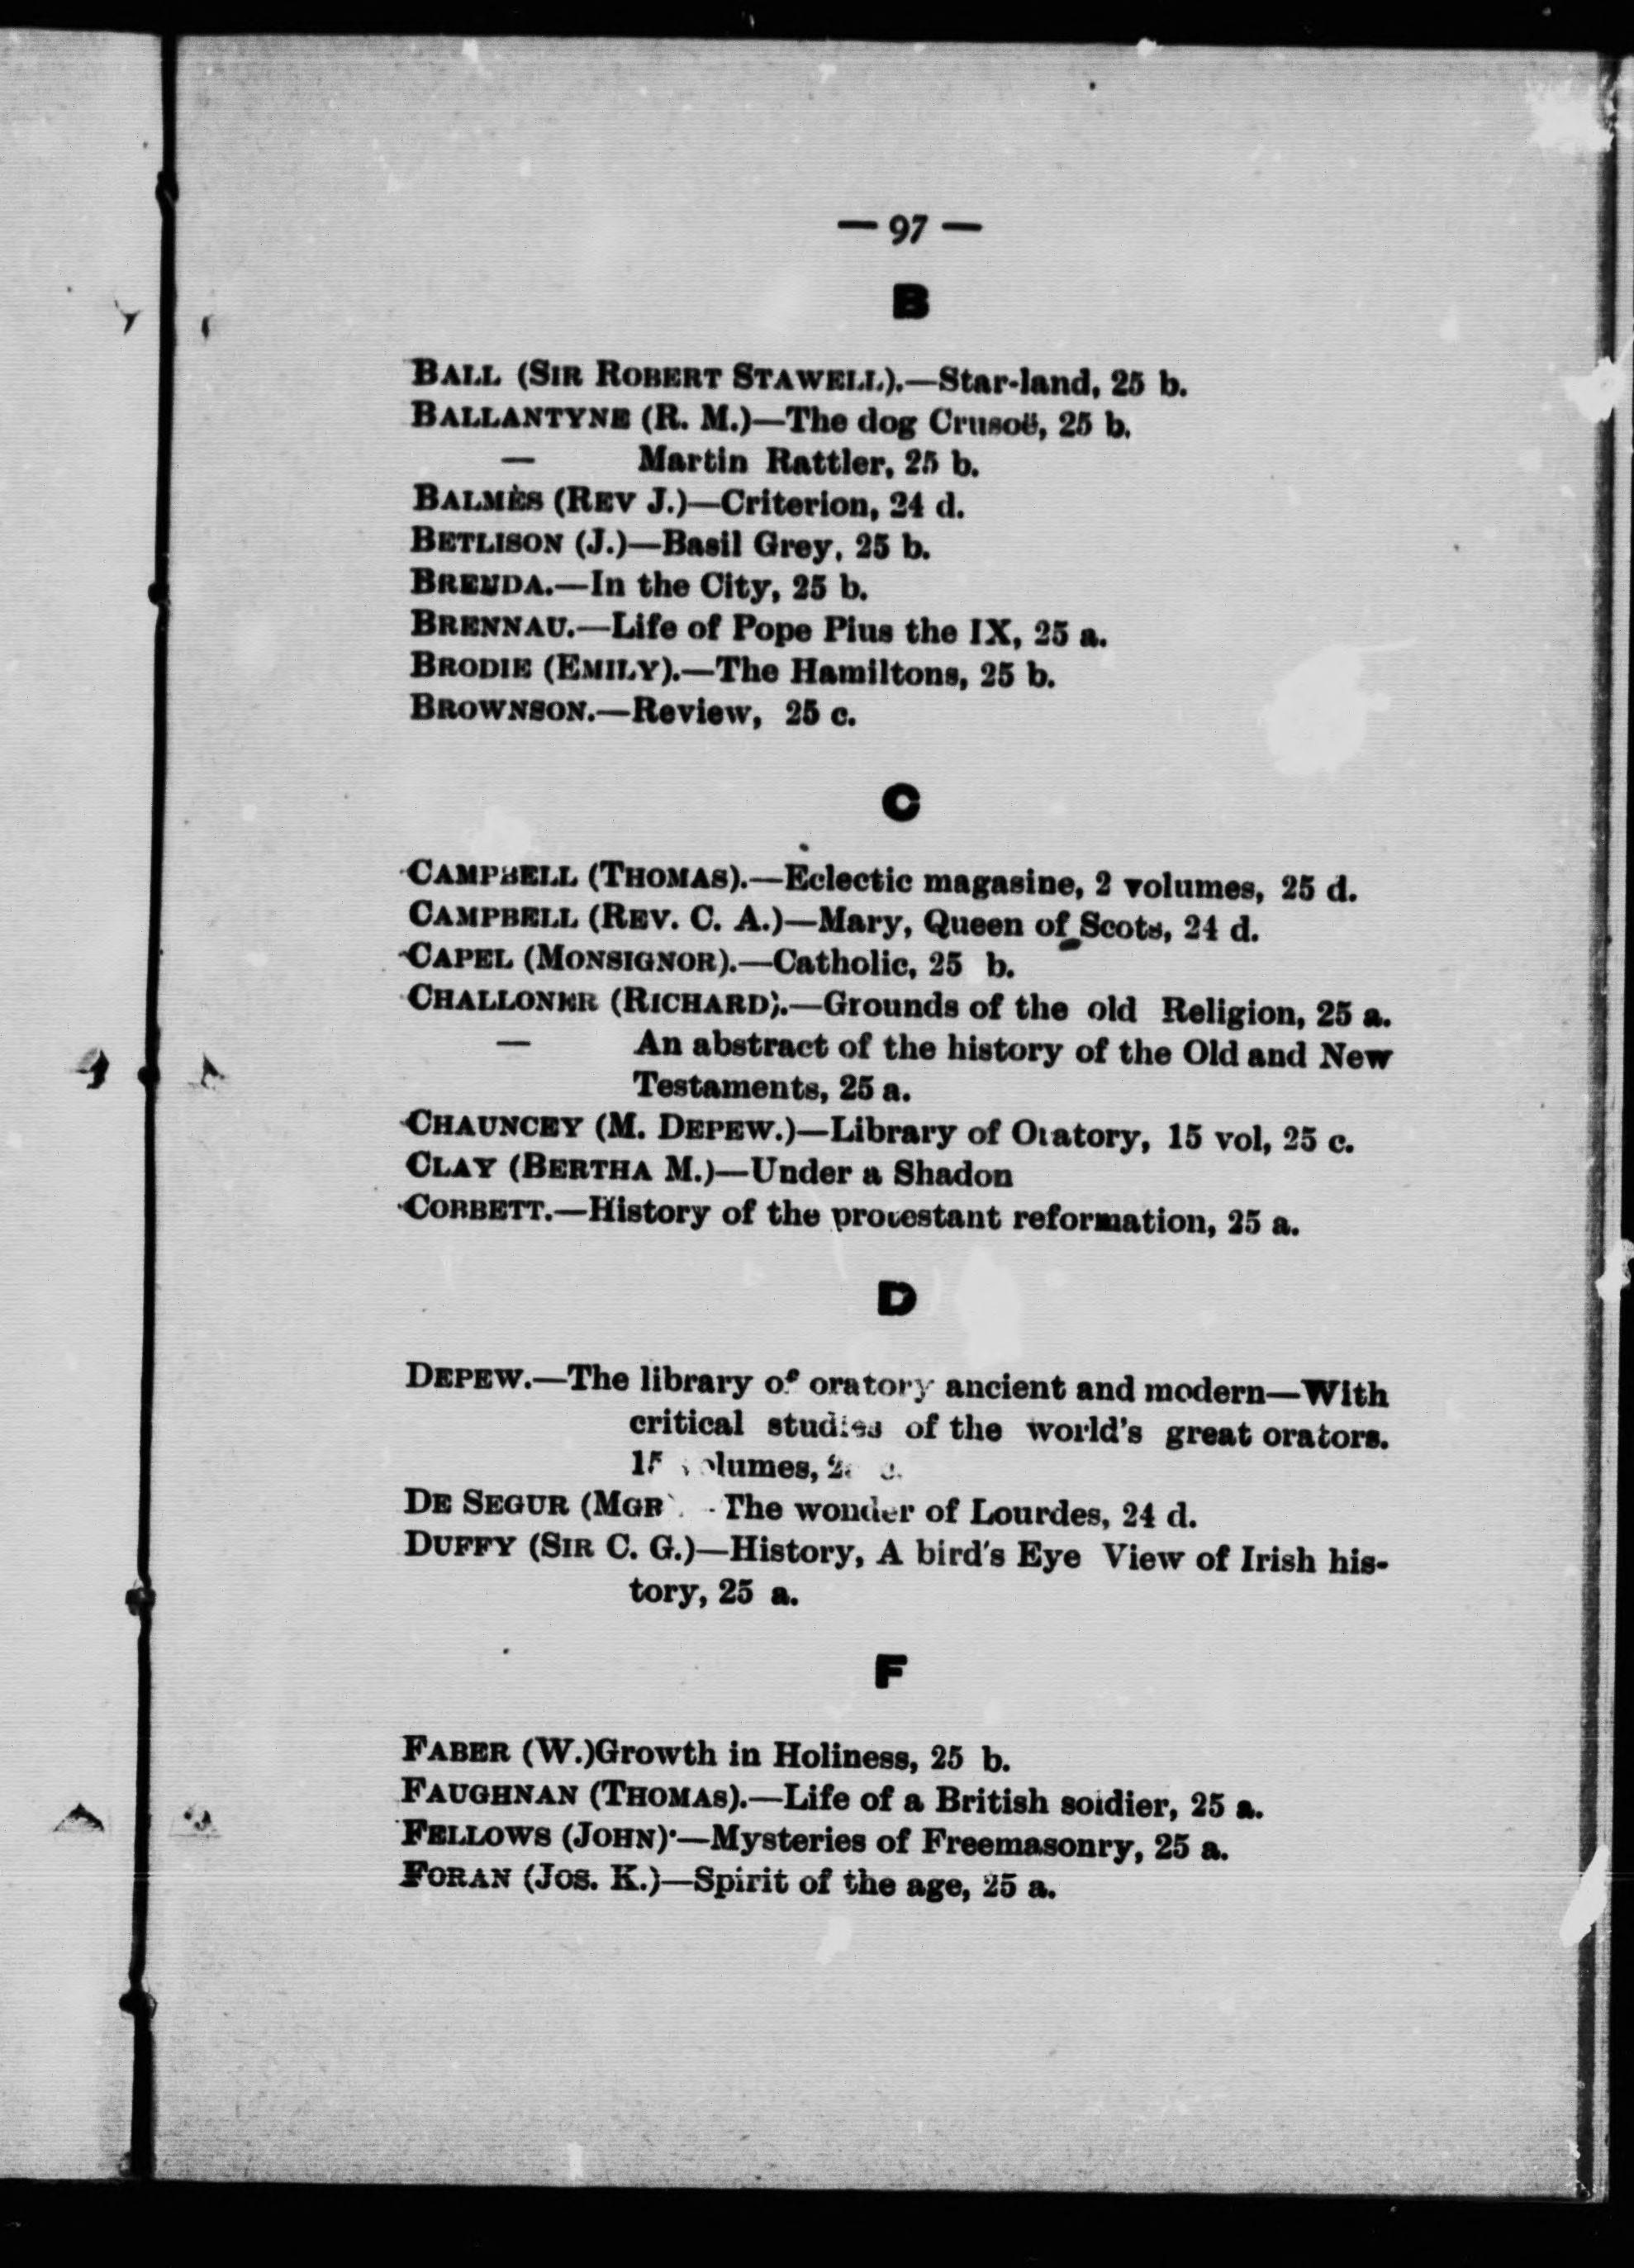 — 97 —
B
BALL (SIR ROBERT STAWELL).—Star-land, 25 b.
BALLANTYNE (R. M.)—The dog Crusoë, 25 b.
— Martin Rattler, 25 b.
BALMÈS (REV J.)—Criterion, 24 d.
BETLISON (J.)—Basil Grey, 25 b.
BRENDA.—In the City, 25 b.
BRENNAU.—Life of Pope Pius the IX, 25 a.
BRODIE (EMILY).—The Hamiltons, 25 b.
BROWNSON.—Review, 25 c.
C
CAMPBELL (THOMAS).—Eclectic magasine, 2 volumes, 25 d.
CAMPBELL (REV. C. A.)—Mary, Queen of Scots, 24 d.
CAPEL (MONSIGNOR).—Catholic, 25 b.
CHALLONER (RICHARD).—Grounds of the old Religion, 25 a.
— An abstract of the history of the Old and New
Testaments, 25 a.
CHAUNCEY (M. DEPEW.)—Library of Oratory, 15 vol, 25 c.
CLAY (BERTHA M.)—Under a Shadon
COBBETT.—History of the protestant reformation, 25 a.
D
DEPEW.—The library of oratory ancient and modern—With
critical studies of the world's great orators.
15 volumes, c.
DE SEGUR (MGR) The wonder of Lourdes, 24 d.
DUFFY (SIR C. G.)—History, A bird's Eye View of Irish his-
tory, 25 a.
F
FABER (W.)Growth in Holiness, 25 b.
FAUGHNAN (THOMAS).—Life of a British soldier, 25 a.
FELLOWS (JOHN)·—Mysteries of Freemasonry, 25 a.
FORAN (JOS. K.)—Spirit of the age, 25 a.